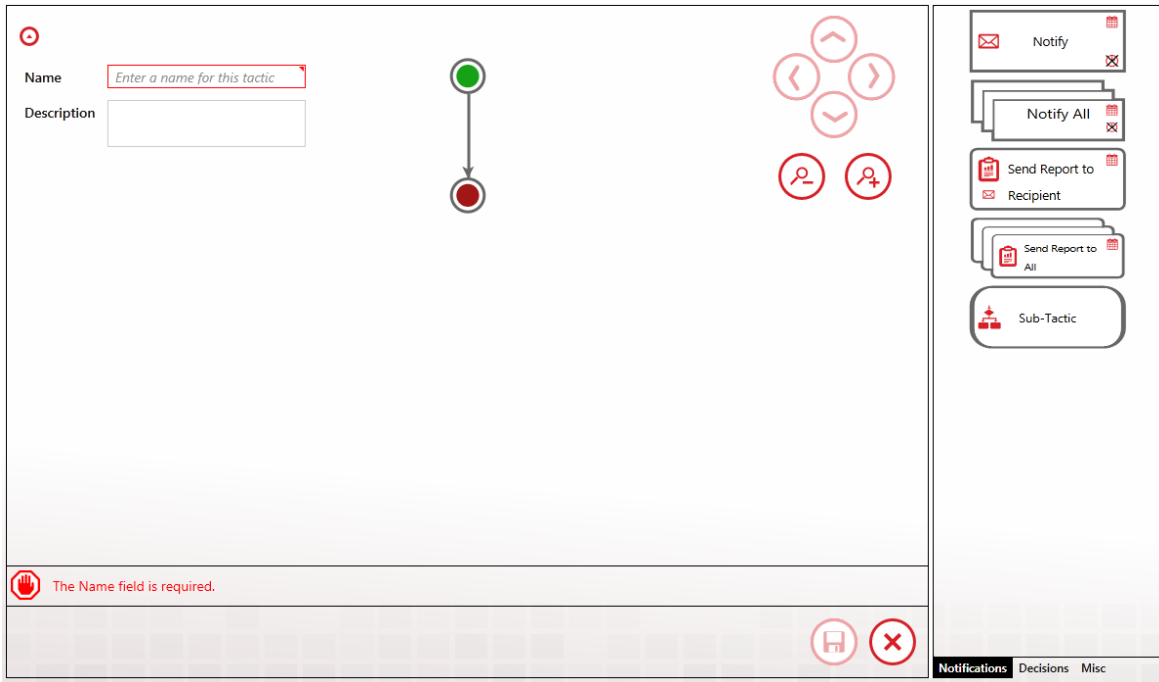 Name
Enter a name for this tactic
Description
The Name field is required.
Notify
Notify All
Send Report to
Recipient
Send Report to
All
Sub-Tactic
Notifications Decisions Misc